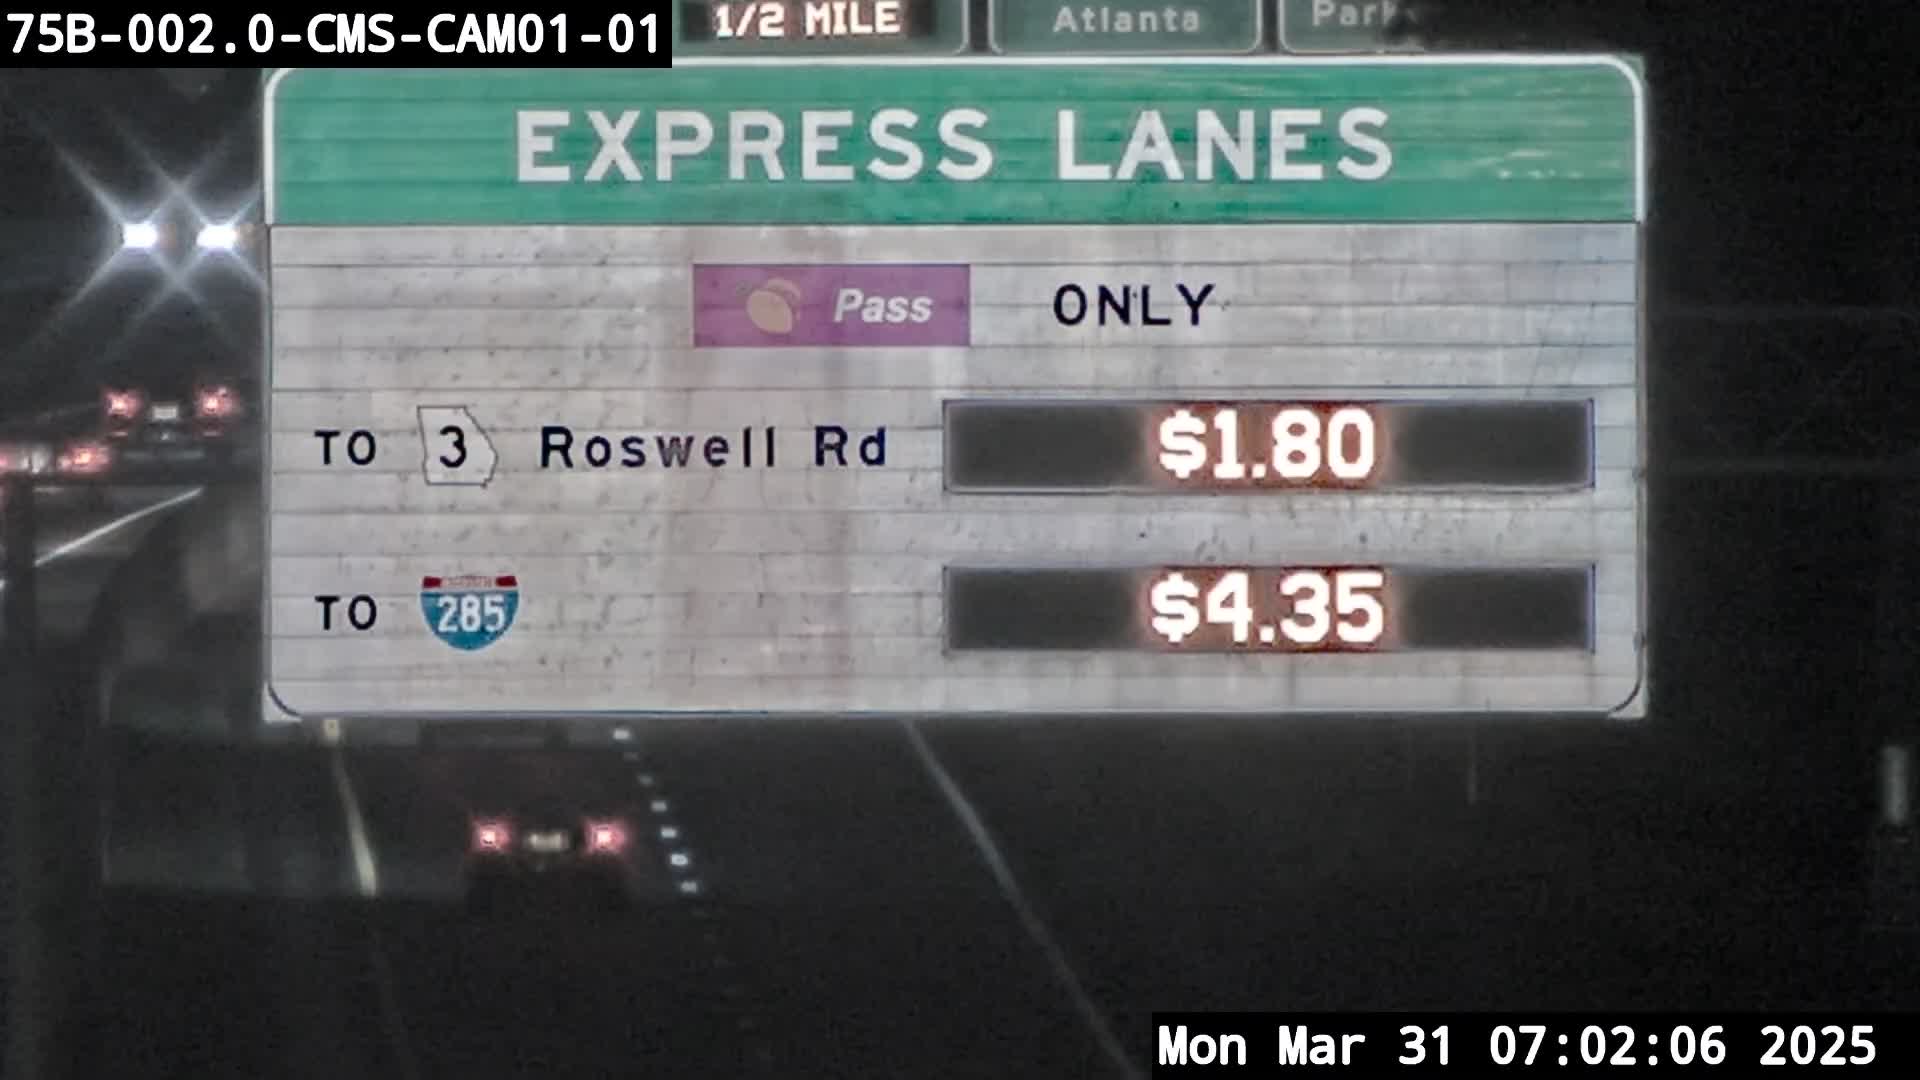 75B-002.0-CMS-CAM01-01
1/2 MILE
Atlanta
EXPRESS LANES
Pass ONLY
TO 3 Roswell Rd $1.80
TO 285 $4.35
Mon Mar 31 07:02:06 2025